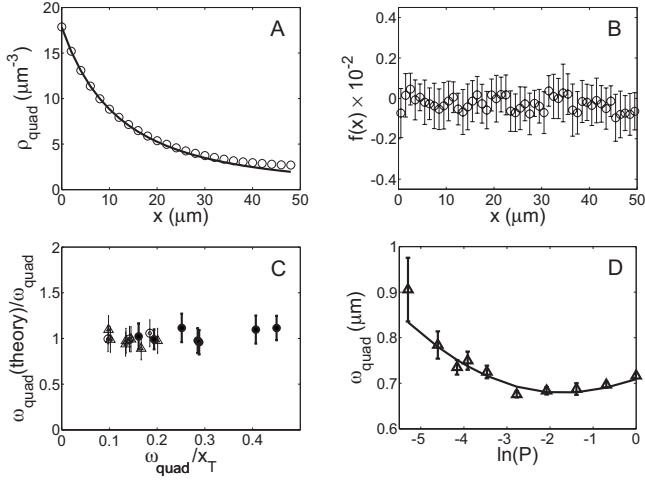 A
ρquad (μm-3)
20
15
10
5
0
0 10 20 30 40 50
x (μm)
B
f(x) × 10-2
0.4
0.2
0
-0.2
-0.4
0 10 20 30 40 50
x (μm)
C
ωquad(theory)/ωquad
2
1.5
1
0.5
0
0 0.1 0.2 0.3 0.4 0.5
ωquad/xT
D
ωquad (μm)
1
0.9
0.8
0.7
0.6
-5 -4 -3 -2 -1 0
ln(P)